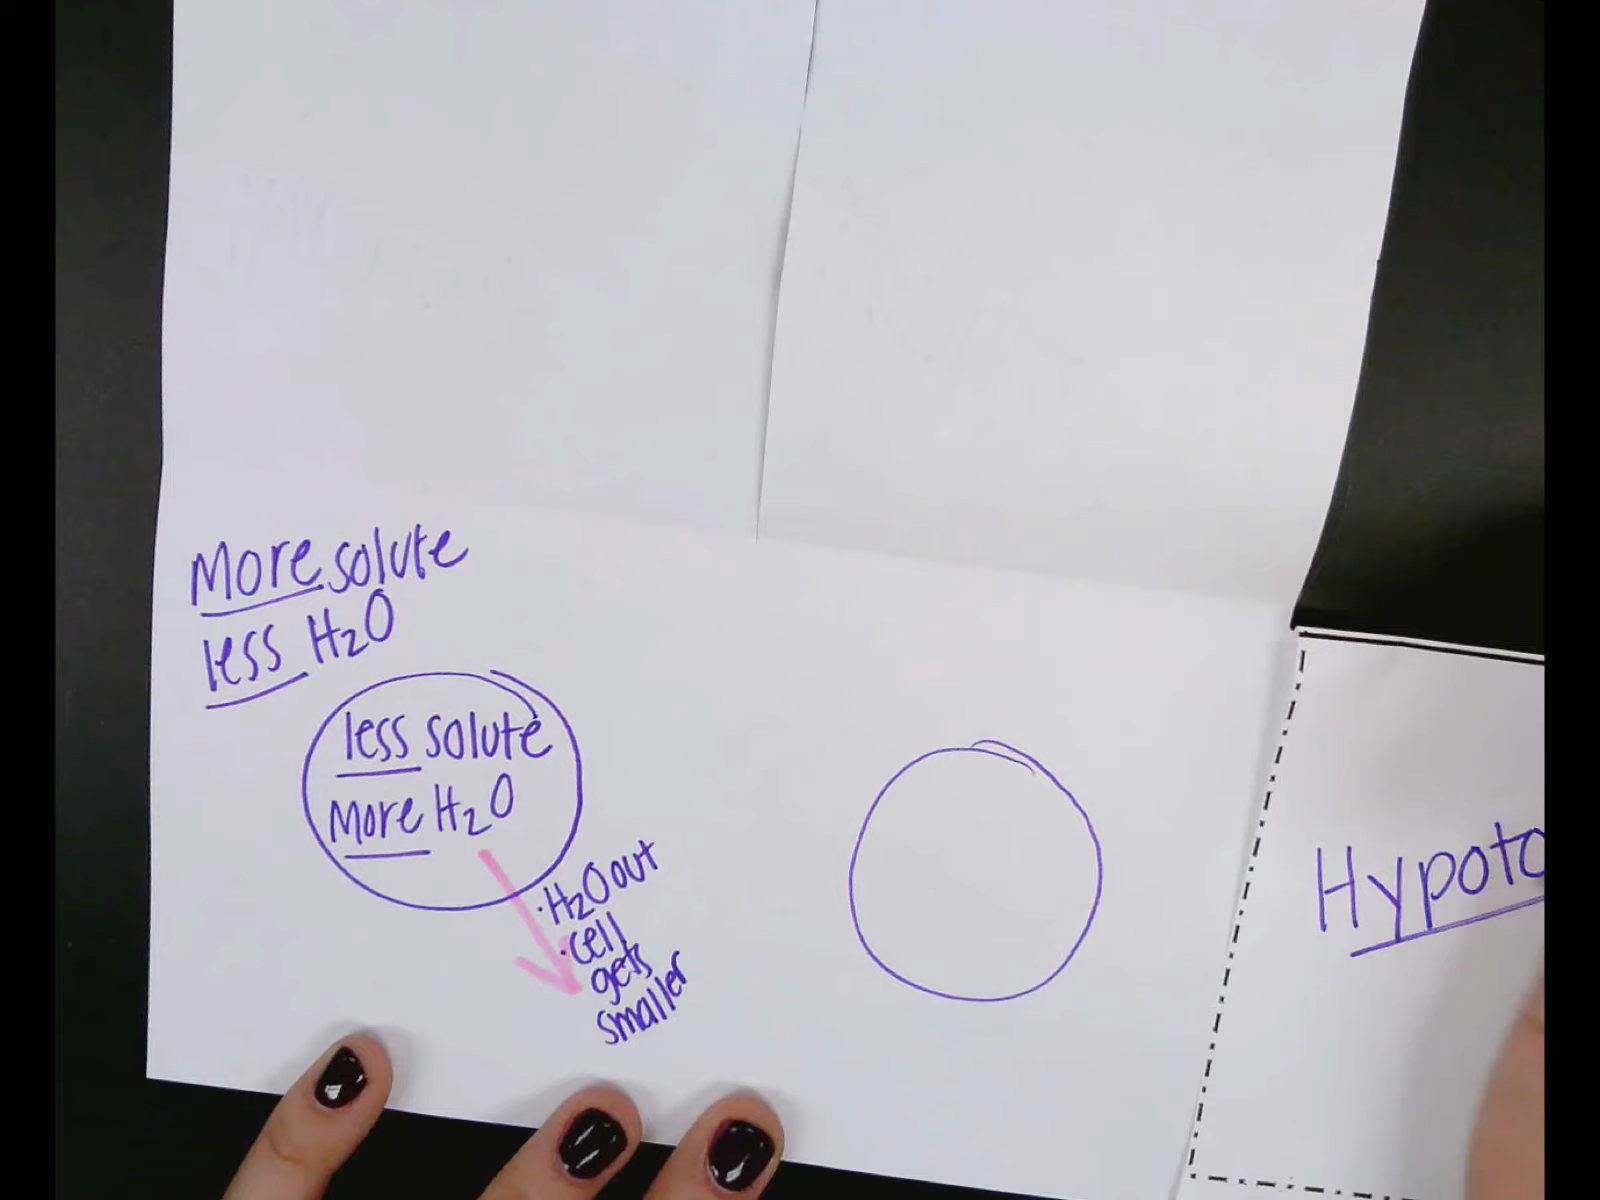 More solute
less H₂O
less solute
More H₂O
·H₂O out
·cell
gets
smaller
Hypoto